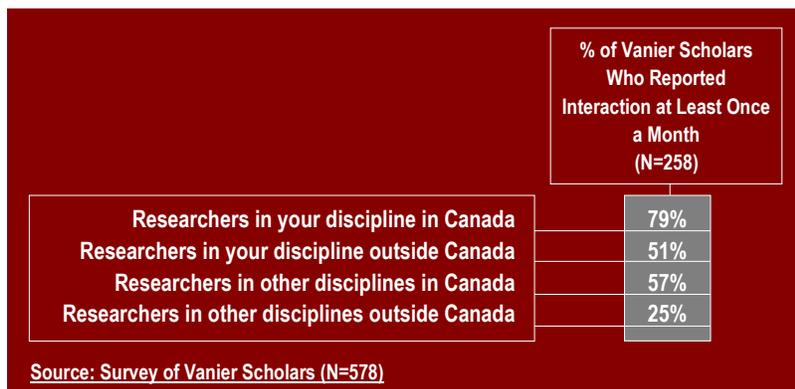 % of Vanier Scholars
Who Reported
Interaction at Least Once
a Month
(N=258)
Researchers in your discipline in Canada 79%
Researchers in your discipline outside Canada 51%
Researchers in other disciplines in Canada 57%
Researchers in other disciplines outside Canada 25%
Source: Survey of Vanier Scholars (N=578)